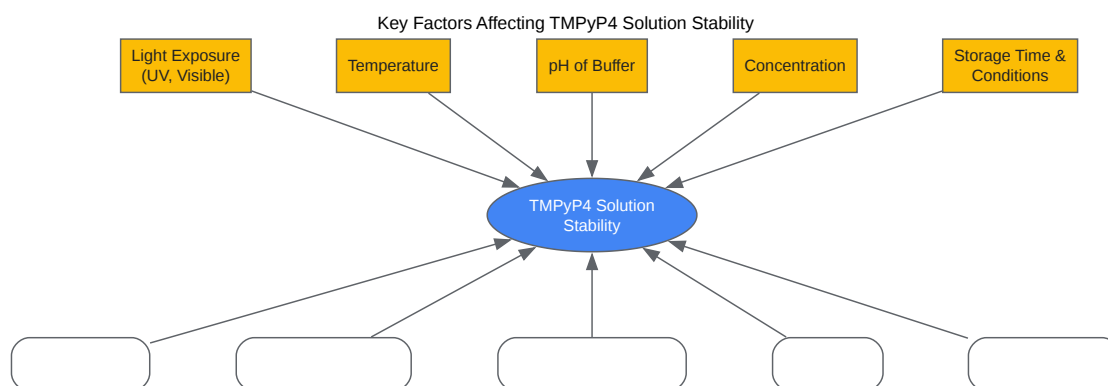 Key Factors Affecting TMPyP4 Solution Stability
Light Exposure
(UV, Visible)
Temperature
pH of Buffer
Concentration
Storage Time &
Conditions
TMPyP4 Solution
Stability